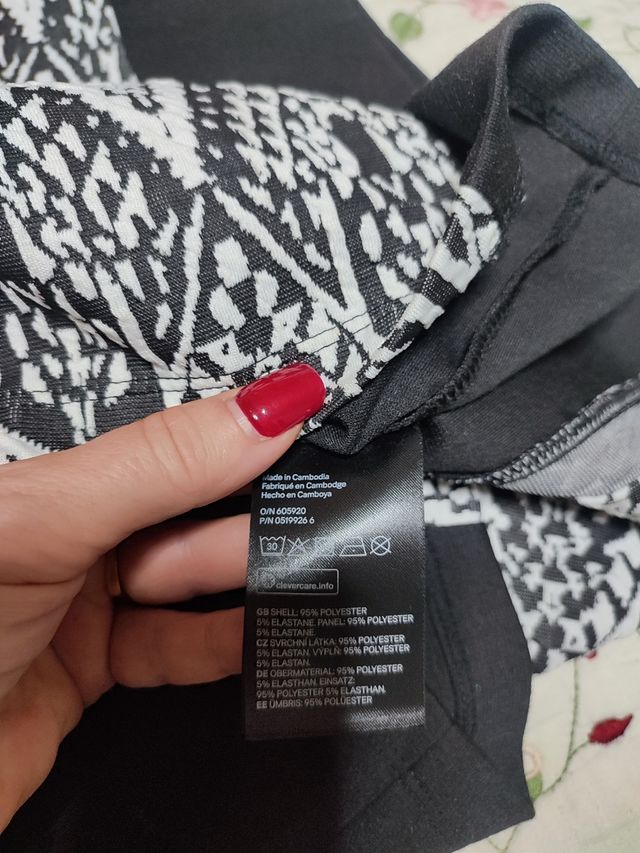 Made in Cambodia
Fabriqué en Cambodge
Hecho en Camboya
O/N 605920
P/N 0519926 6
30
clevercare.info
GB SHELL: 95% POLYESTER
5% ELASTANE. PANEL: 95% POLYESTER
5% ELASTANE.
CZ SVRCHNÍ LÁTKA: 95% POLYESTER
5% ELASTAN. VÝPLŇ: 95% POLYESTER
5% ELASTAN.
DE OBERMATERIAL: 95% POLYESTER
5% ELASTHAN. EINSATZ:
95% POLYESTER 5% ELASTHAN.
EE ÜMBRIS: 95% POLÜESTER